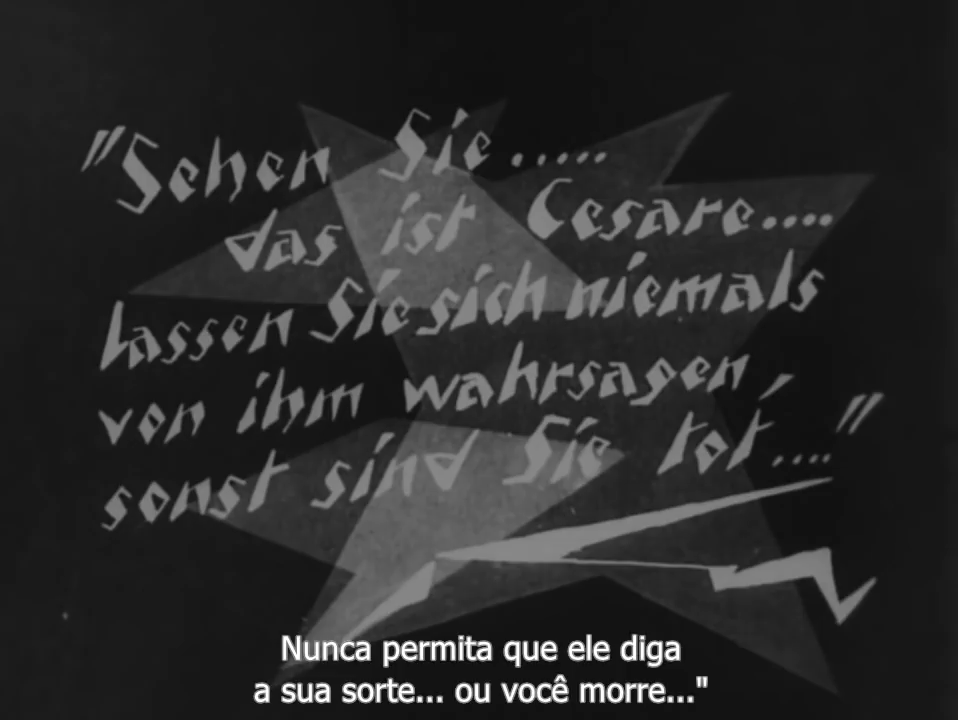 "Sehen Sie.....
das ist Cesare....
lassen Sie sich niemals
von ihm wahrsagen,
sonst sind Sie tot...."
Nunca permita que ele diga
a sua sorte... ou você morre..."